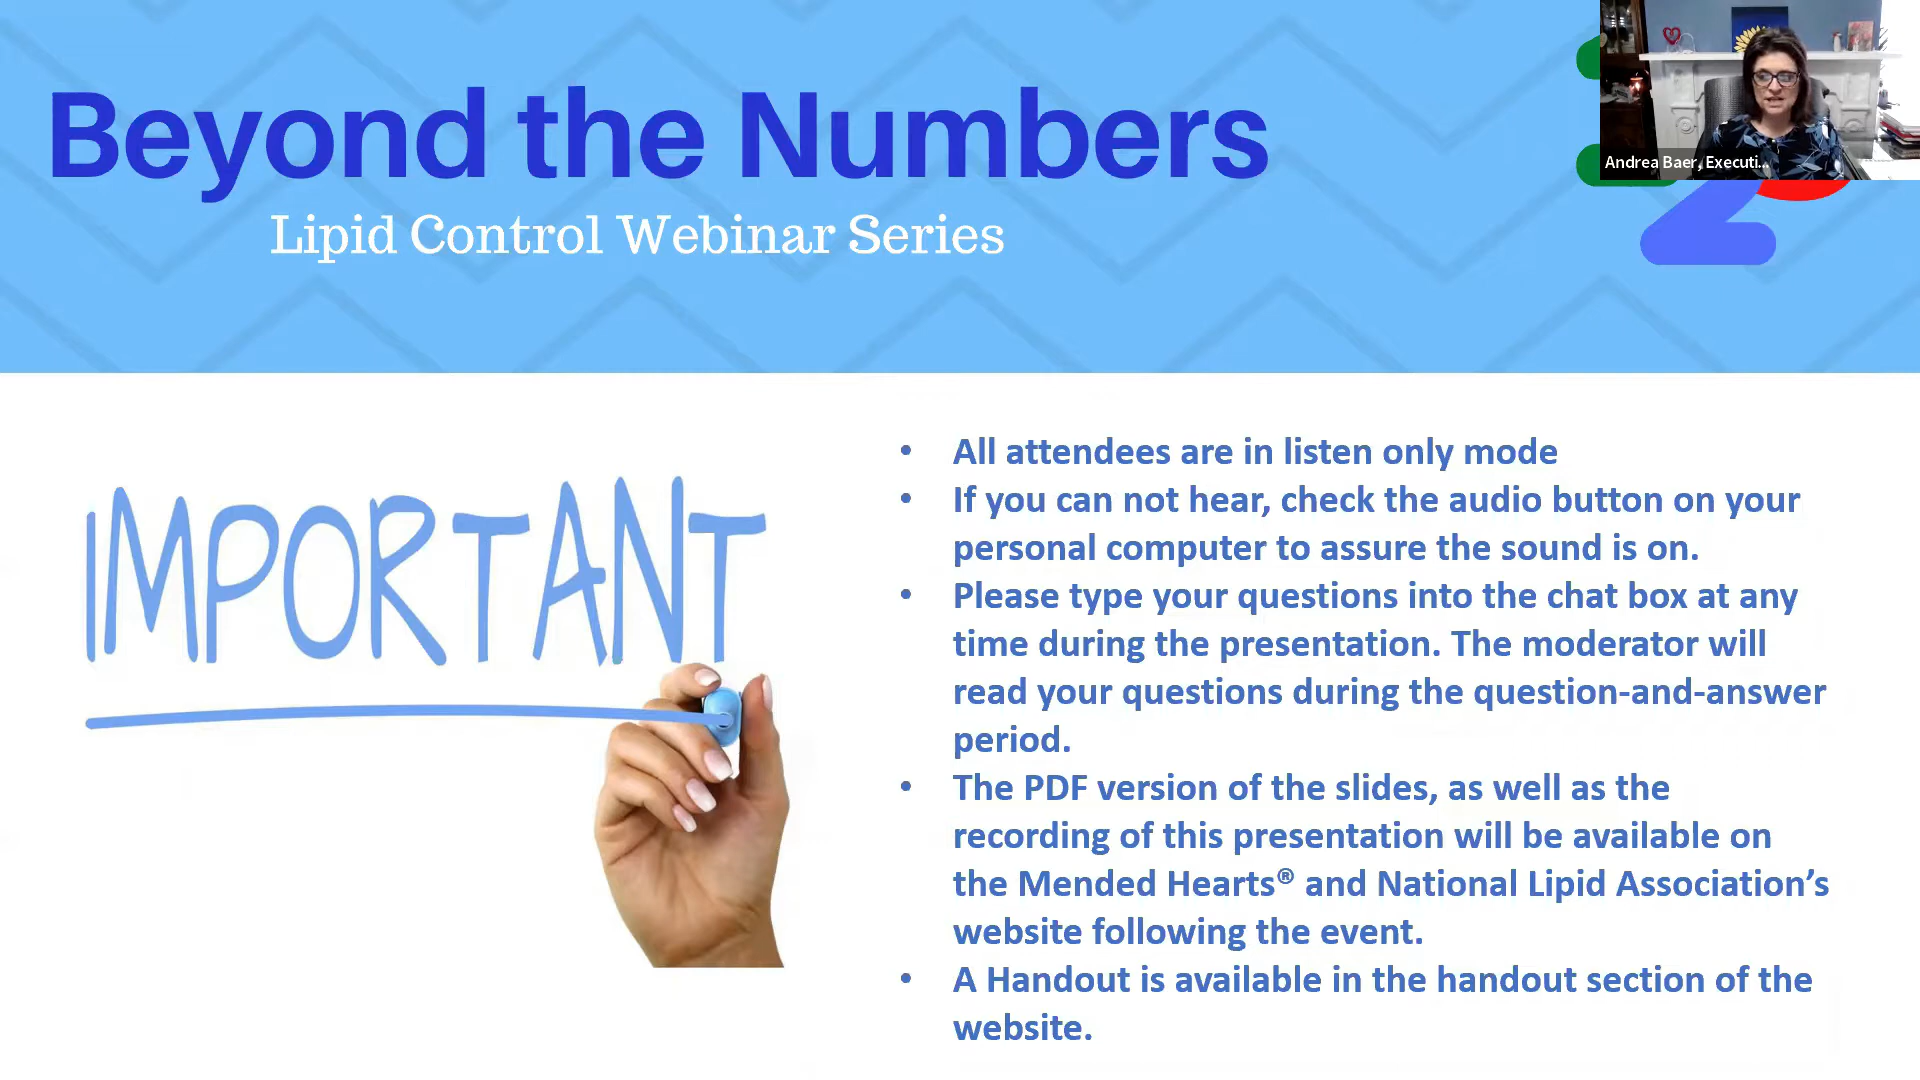 Beyond the Numbers
Lipid Control Webinar Series
Andrea Baer, Executi...
2
IMPORTANT
• All attendees are in listen only mode
• If you can not hear, check the audio button on your
personal computer to assure the sound is on.
• Please type your questions into the chat box at any
time during the presentation. The moderator will
read your questions during the question-and-answer
period.
• The PDF version of the slides, as well as the
recording of this presentation will be available on
the Mended Hearts® and National Lipid Association’s
website following the event.
• A Handout is available in the handout section of the
website.